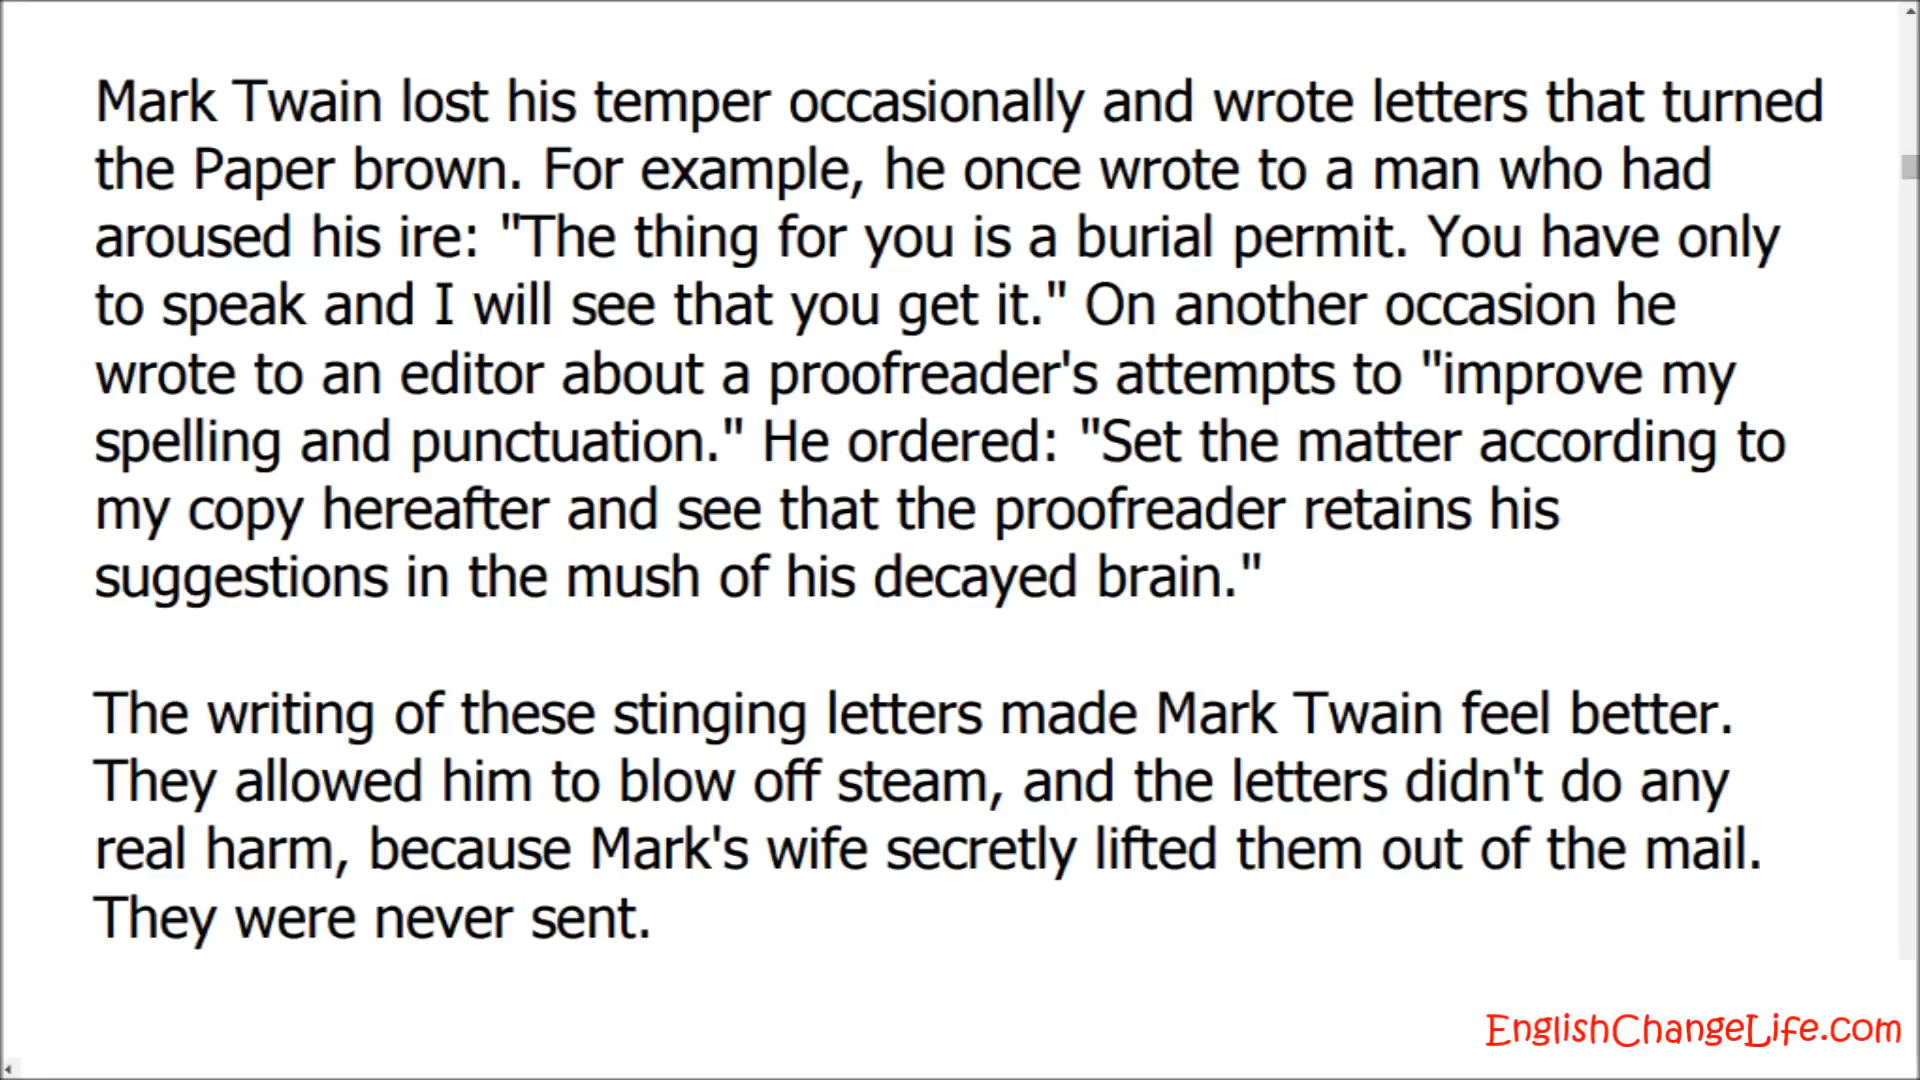 Mark Twain lost his temper occasionally and wrote letters that turned
the Paper brown. For example, he once wrote to a man who had
aroused his ire: "The thing for you is a burial permit. You have only
to speak and I will see that you get it." On another occasion he
wrote to an editor about a proofreader's attempts to "improve my
spelling and punctuation." He ordered: "Set the matter according to
my copy hereafter and see that the proofreader retains his
suggestions in the mush of his decayed brain."
The writing of these stinging letters made Mark Twain feel better.
They allowed him to blow off steam, and the letters didn't do any
real harm, because Mark's wife secretly lifted them out of the mail.
They were never sent.
EnglishChangeLife.com